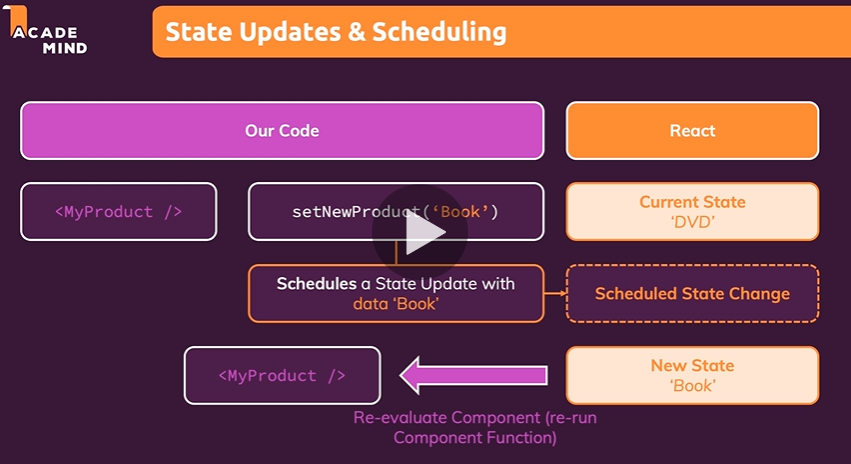 ACADE
MIND
State Updates & Scheduling
Our Code
React
<MyProduct />
setNewProduct(‘Book’)
Current State
‘DVD’
Schedules a State Update with
data ‘Book’
Scheduled State Change
<MyProduct />
New State
‘Book’
Re-evaluate Component (re-run
Component Function)